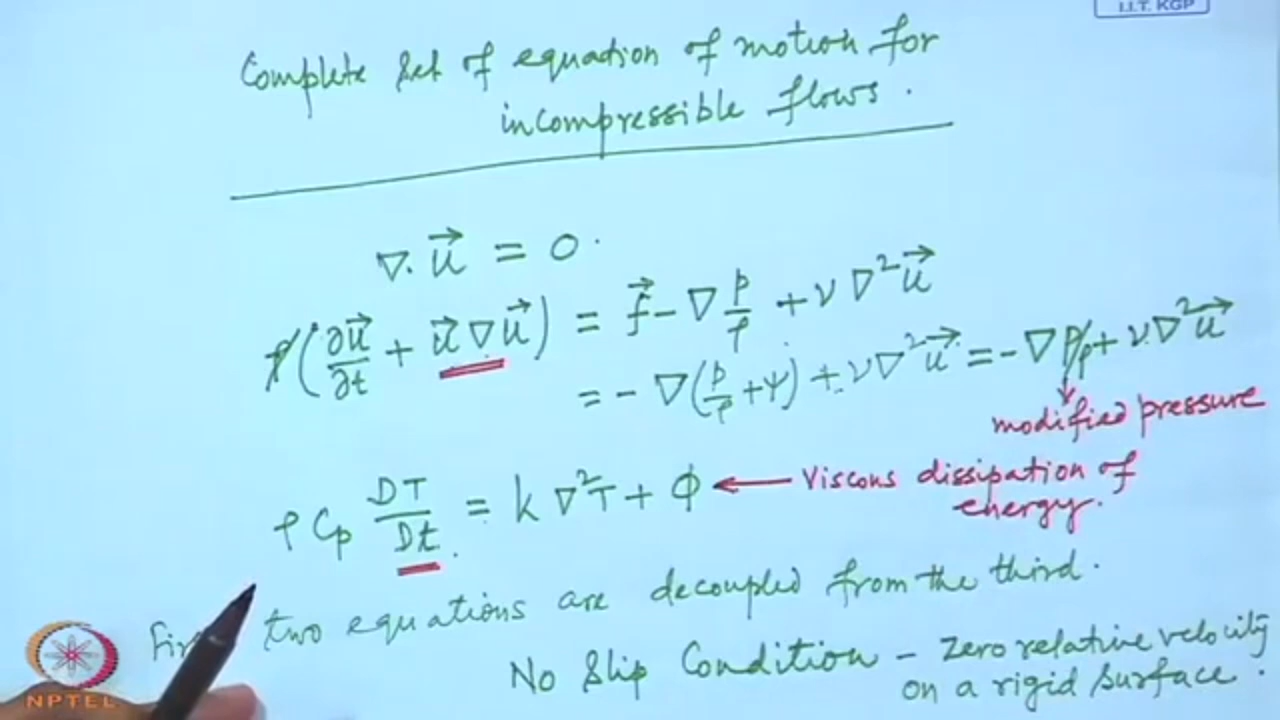 I.I.T. KGP
Complete set of equation of motion for
incompressible flows.
∇. u⃗ = 0.
ρ̸(∂u⃗/∂t + u⃗ ∇ u⃗) = f⃗ - ∇ p/ρ + ν ∇²u⃗
= - ∇(p/ρ + ψ) + ν∇²u⃗ = - ∇ p/ρ + ν ∇²u⃗
modified pressure
ρ Cp DT/Dt = k ∇²T + ϕ ← Viscous dissipation of
energy.
two equations are decoupled from the third.
No Slip Condition - Zero relative velocity
on a rigid surface.
NPTEL